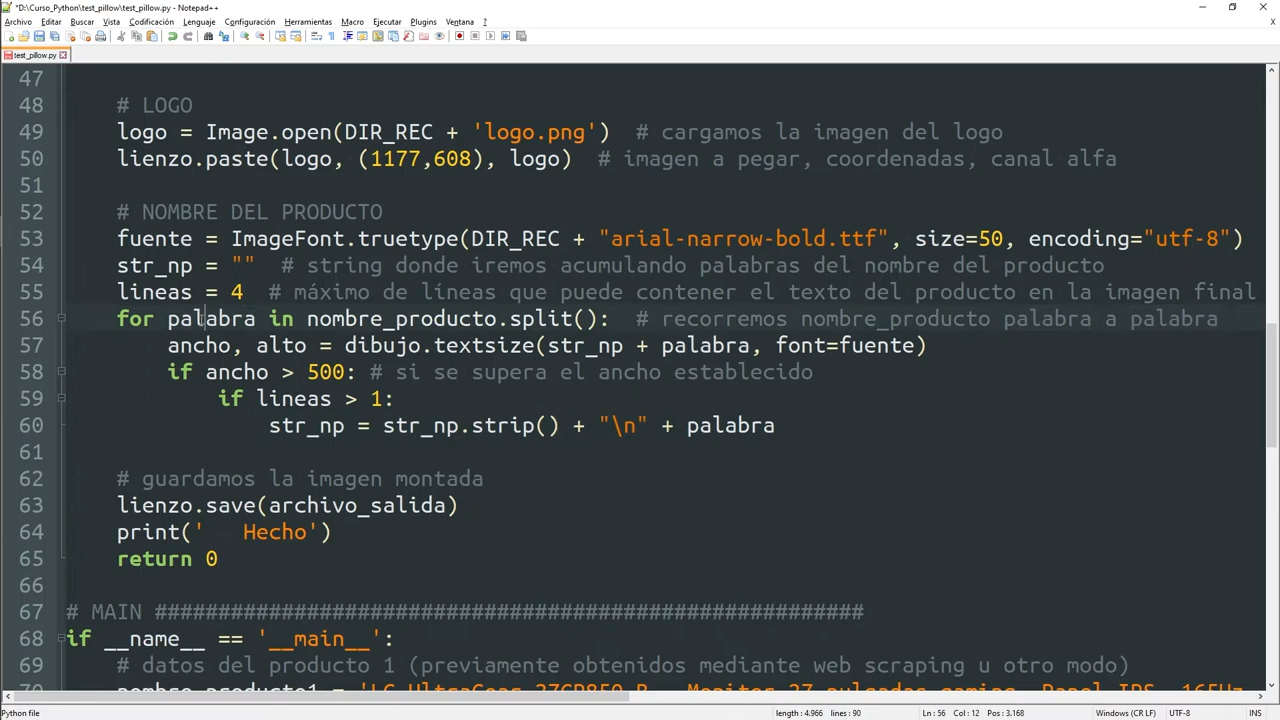 *D:\Curso_Python\test_pillow\test_pillow.py - Notepad++
Archivo Editar Buscar Vista Codificación Lenguaje Configuración Herramientas Macro Ejecutar Plugins Ventana ?
test_pillow.py
47
48 # LOGO
49 logo = Image.open(DIR_REC + 'logo.png') # cargamos la imagen del logo
50 lienzo.paste(logo, (1177,608), logo) # imagen a pegar, coordenadas, canal alfa
51
52 # NOMBRE DEL PRODUCTO
53 fuente = ImageFont.truetype(DIR_REC + "arial-narrow-bold.ttf", size=50, encoding="utf-8")
54 str_np = "" # string donde iremos acumulando palabras del nombre del producto
55 lineas = 4 # máximo de líneas que puede contener el texto del producto en la imagen final
56 for palabra in nombre_producto.split(): # recorremos nombre_producto palabra a palabra
57 ancho, alto = dibujo.textsize(str_np + palabra, font=fuente)
58 if ancho > 500: # si se supera el ancho establecido
59 if lineas > 1:
60 str_np = str_np.strip() + "\n" + palabra
61
62 # guardamos la imagen montada
63 lienzo.save(archivo_salida)
64 print('   Hecho')
65 return 0
66
67 # MAIN ########################################################
68 if __name__ == '__main__':
69 # datos del producto 1 (previamente obtenidos mediante web scraping u otro modo)
70 nombre_producto1 = 'LG UltraGear 27GP850-B - Monitor 27 pulgadas gaming, Panel IPS, 165Hz
Python file length : 4.966 lines : 90 Ln : 56 Col : 12 Pos : 3.168 Windows (CR LF) UTF-8 INS